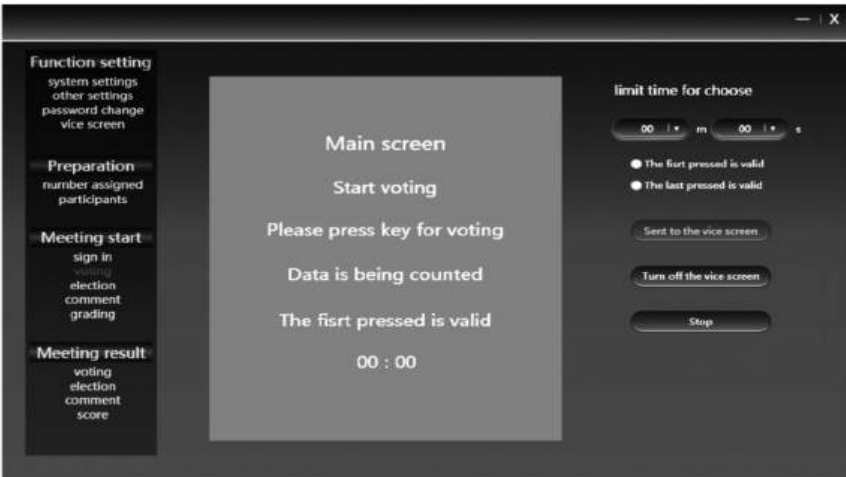 — | X
Function setting
system settings
other settings
password change
vice screen
Preparation
number assigned
participants
Meeting start
sign in
voting
election
comment
grading
Meeting result
voting
election
comment
score
Main screen
Start voting
Please press key for voting
Data is being counted
The fisrt pressed is valid
00 : 00
limit time for choose
00 m 00 s
The fisrt pressed is valid
The last pressed is valid
Sent to the vice screen
Turn off the vice screen
Stop